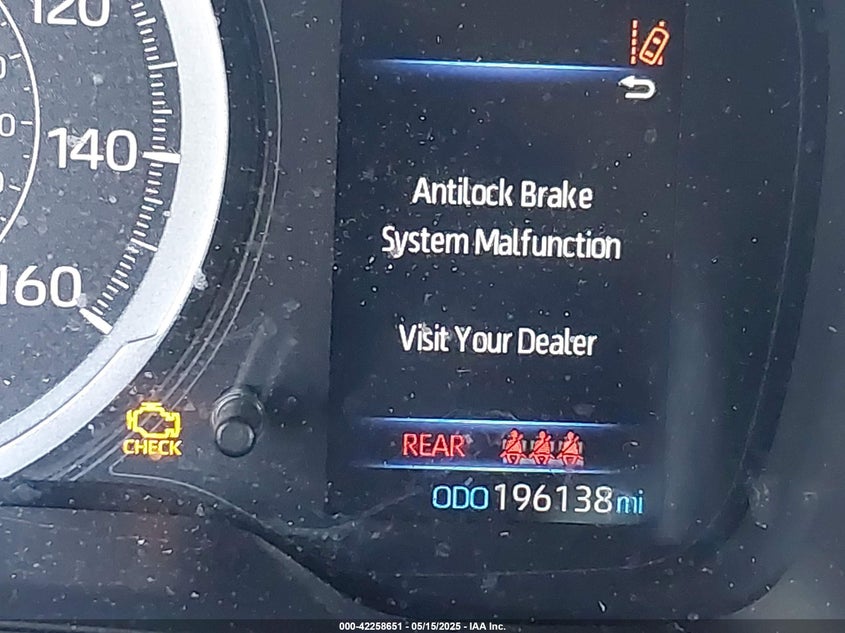 120
140
160
Antilock Brake
System Malfunction
Visit Your Dealer
CHECK
REAR
ODO 196138 mi
000-42258651 - 05/15/2025 - IAA Inc.